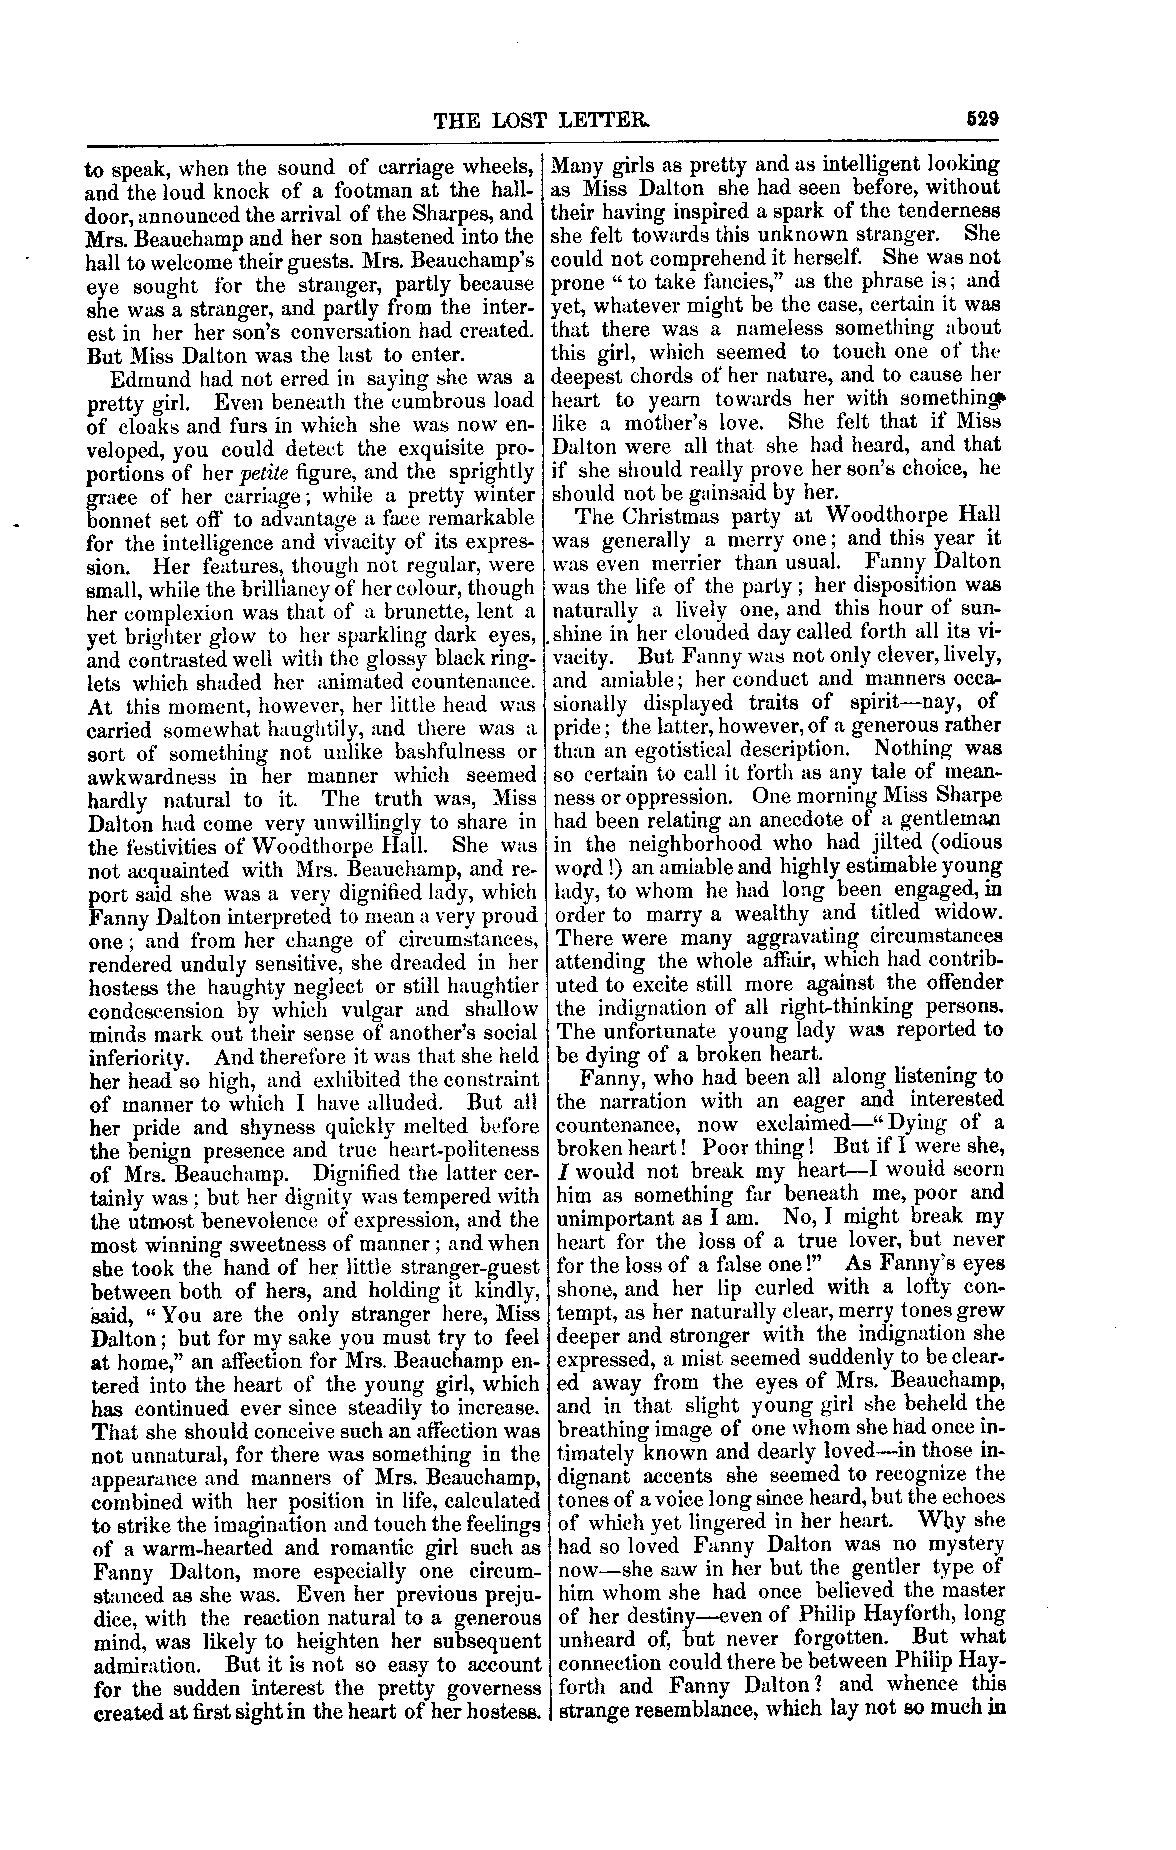 THE LOST LETTER.
529
to speak, when the sound of carriage wheels,
and the loud knock of a footman at the hall-
door, announced the arrival of the Sharpes, and
Mrs. Beauchamp and her son hastened into the
hall to welcome their guests. Mrs. Beauchamp's
eye sought for the stranger, partly because
she was a stranger, and partly from the inter-
est in her her son's conversation had created.
But Miss Dalton was the last to enter.
Edmund had not erred in saying she was a
pretty girl. Even beneath the cumbrous load
of cloaks and furs in which she was now en-
veloped, you could detect the exquisite pro-
portions of her petite figure, and the sprightly
grace of her carriage; while a pretty winter
bonnet set off to advantage a face remarkable
for the intelligence and vivacity of its expres-
sion. Her features, though not regular, were
small, while the brilliancy of her colour, though
her complexion was that of a brunette, lent a
yet brighter glow to her sparkling dark eyes,
and contrasted well with the glossy black ring-
lets which shaded her animated countenance.
At this moment, however, her little head was
carried somewhat haughtily, and there was a
sort of something not unlike bashfulness or
awkwardness in her manner which seemed
hardly natural to it. The truth was, Miss
Dalton had come very unwillingly to share in
the festivities of Woodthorpe Hall. She was
not acquainted with Mrs. Beauchamp, and re-
port said she was a very dignified lady, which
Fanny Dalton interpreted to mean a very proud
one; and from her change of circumstances,
rendered unduly sensitive, she dreaded in her
hostess the haughty neglect or still haughtier
condescension by which vulgar and shallow
minds mark out their sense of another's social
inferiority. And therefore it was that she held
her head so high, and exhibited the constraint
of manner to which I have alluded. But all
her pride and shyness quickly melted before
the benign presence and true heart-politeness
of Mrs. Beauchamp. Dignified the latter cer-
tainly was; but her dignity was tempered with
the utmost benevolence of expression, and the
most winning sweetness of manner; and when
she took the hand of her little stranger-guest
between both of hers, and holding it kindly,
said, "You are the only stranger here, Miss
Dalton; but for my sake you must try to feel
at home," an affection for Mrs. Beauchamp en-
tered into the heart of the young girl, which
has continued ever since steadily to increase.
That she should conceive such an affection was
not unnatural, for there was something in the
appearance and manners of Mrs. Beauchamp,
combined with her position in life, calculated
to strike the imagination and touch the feelings
of a warm-hearted and romantic girl such as
Fanny Dalton, more especially one circum-
stanced as she was. Even her previous preju-
dice, with the reaction natural to a generous
mind, was likely to heighten her subsequent
admiration. But it is not so easy to account
for the sudden interest the pretty governess
created at first sight in the heart of her hostess.
Many girls as pretty and as intelligent looking
as Miss Dalton she had seen before, without
their having inspired a spark of the tenderness
she felt towards this unknown stranger. She
could not comprehend it herself. She was not
prone "to take fancies," as the phrase is; and
yet, whatever might be the case, certain it was
that there was a nameless something about
this girl, which seemed to touch one of the
deepest chords of her nature, and to cause her
heart to yearn towards her with something
like a mother's love. She felt that if Miss
Dalton were all that she had heard, and that
if she should really prove her son's choice, he
should not be gainsaid by her.
The Christmas party at Woodthorpe Hall
was generally a merry one; and this year it
was even merrier than usual. Fanny Dalton
was the life of the party; her disposition was
naturally a lively one, and this hour of sun-
shine in her clouded day called forth all its vi-
vacity. But Fanny was not only clever, lively,
and amiable; her conduct and manners occa-
sionally displayed traits of spirit—nay, of
pride; the latter, however, of a generous rather
than an egotistical description. Nothing was
so certain to call it forth as any tale of mean-
ness or oppression. One morning Miss Sharpe
had been relating an anecdote of a gentleman
in the neighborhood who had jilted (odious
word!) an amiable and highly estimable young
lady, to whom he had long been engaged, in
order to marry a wealthy and titled widow.
There were many aggravating circumstances
attending the whole affair, which had contrib-
uted to excite still more against the offender
the indignation of all right-thinking persons.
The unfortunate young lady was reported to
be dying of a broken heart.
Fanny, who had been all along listening to
the narration with an eager and interested
countenance, now exclaimed—"Dying of a
broken heart! Poor thing! But if I were she,
I would not break my heart—I would scorn
him as something far beneath me, poor and
unimportant as I am. No, I might break my
heart for the loss of a true lover, but never
for the loss of a false one!" As Fanny's eyes
shone, and her lip curled with a lofty con-
tempt, as her naturally clear, merry tones grew
deeper and stronger with the indignation she
expressed, a mist seemed suddenly to be clear-
ed away from the eyes of Mrs. Beauchamp,
and in that slight young girl she beheld the
breathing image of one whom she had once in-
timately known and dearly loved—in those in-
dignant accents she seemed to recognize the
tones of a voice long since heard, but the echoes
of which yet lingered in her heart. Why she
had so loved Fanny Dalton was no mystery
now—she saw in her but the gentler type of
him whom she had once believed the master
of her destiny—even of Philip Hayforth, long
unheard of, but never forgotten. But what
connection could there be between Philip Hay-
forth and Fanny Dalton? and whence this
strange resemblance, which lay not so much in